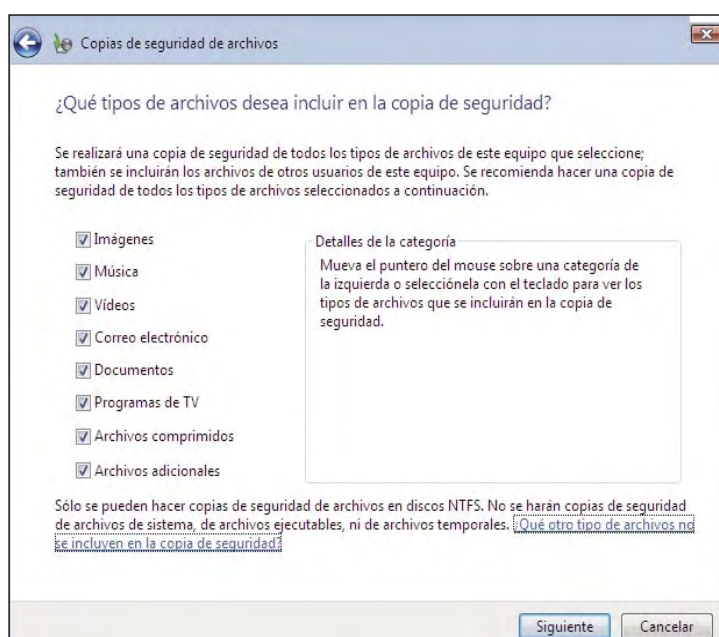 Copias de seguridad de archivos
¿Qué tipos de archivos desea incluir en la copia de seguridad?
Se realizará una copia de seguridad de todos los tipos de archivos de este equipo que seleccione;
también se incluirán los archivos de otros usuarios de este equipo. Se recomienda hacer una copia de
seguridad de todos los tipos de archivos seleccionados a continuación.
Imágenes
Música
Vídeos
Correo electrónico
Documentos
Programas de TV
Archivos comprimidos
Archivos adicionales
Detalles de la categoría
Mueva el puntero del mouse sobre una categoría de
la izquierda o selecciónela con el teclado para ver los
tipos de archivos que se incluirán en la copia de
seguridad.
Sólo se pueden hacer copias de seguridad de archivos en discos NTFS. No se harán copias de seguridad
de archivos de sistema, de archivos ejecutables, ni de archivos temporales. ¿Qué otro tipo de archivos no
se incluyen en la copia de seguridad?
Siguiente
Cancelar